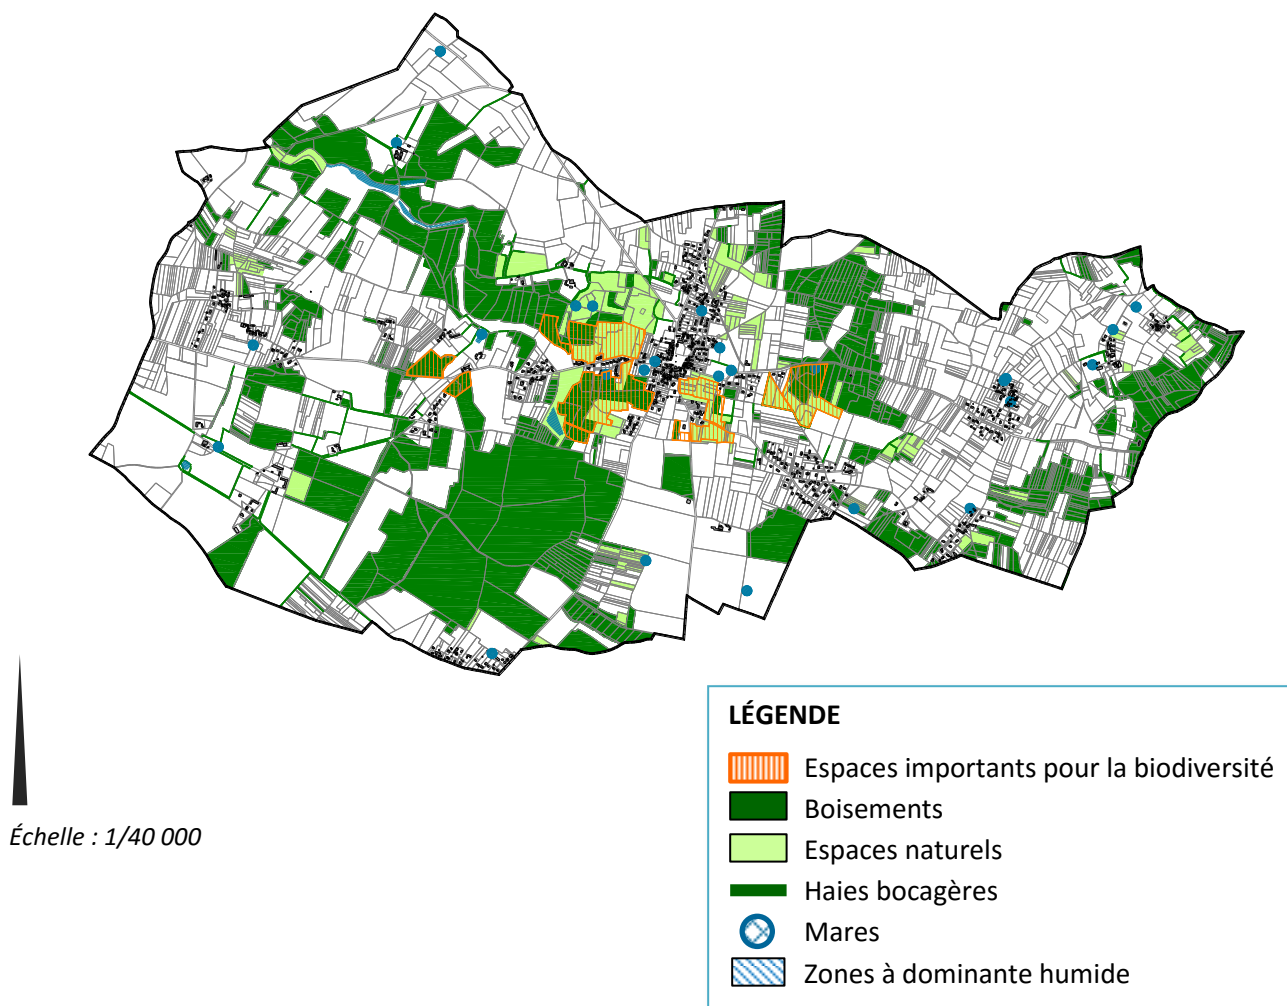 LÉGENDE
Espaces importants pour la biodiversité
Boisements
Espaces naturels
Haies bocagères
Mares
Zones à dominante humide
Échelle : 1/40 000